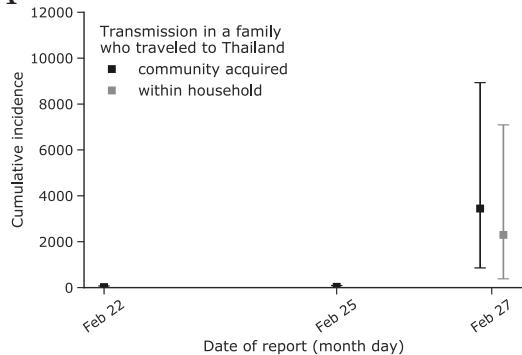 12000
10000
8000
6000
4000
2000
0
Cumulative incidence
Transmission in a family
who traveled to Thailand
community acquired
within household
Feb 22
Feb 25
Feb 27
Date of report (month day)